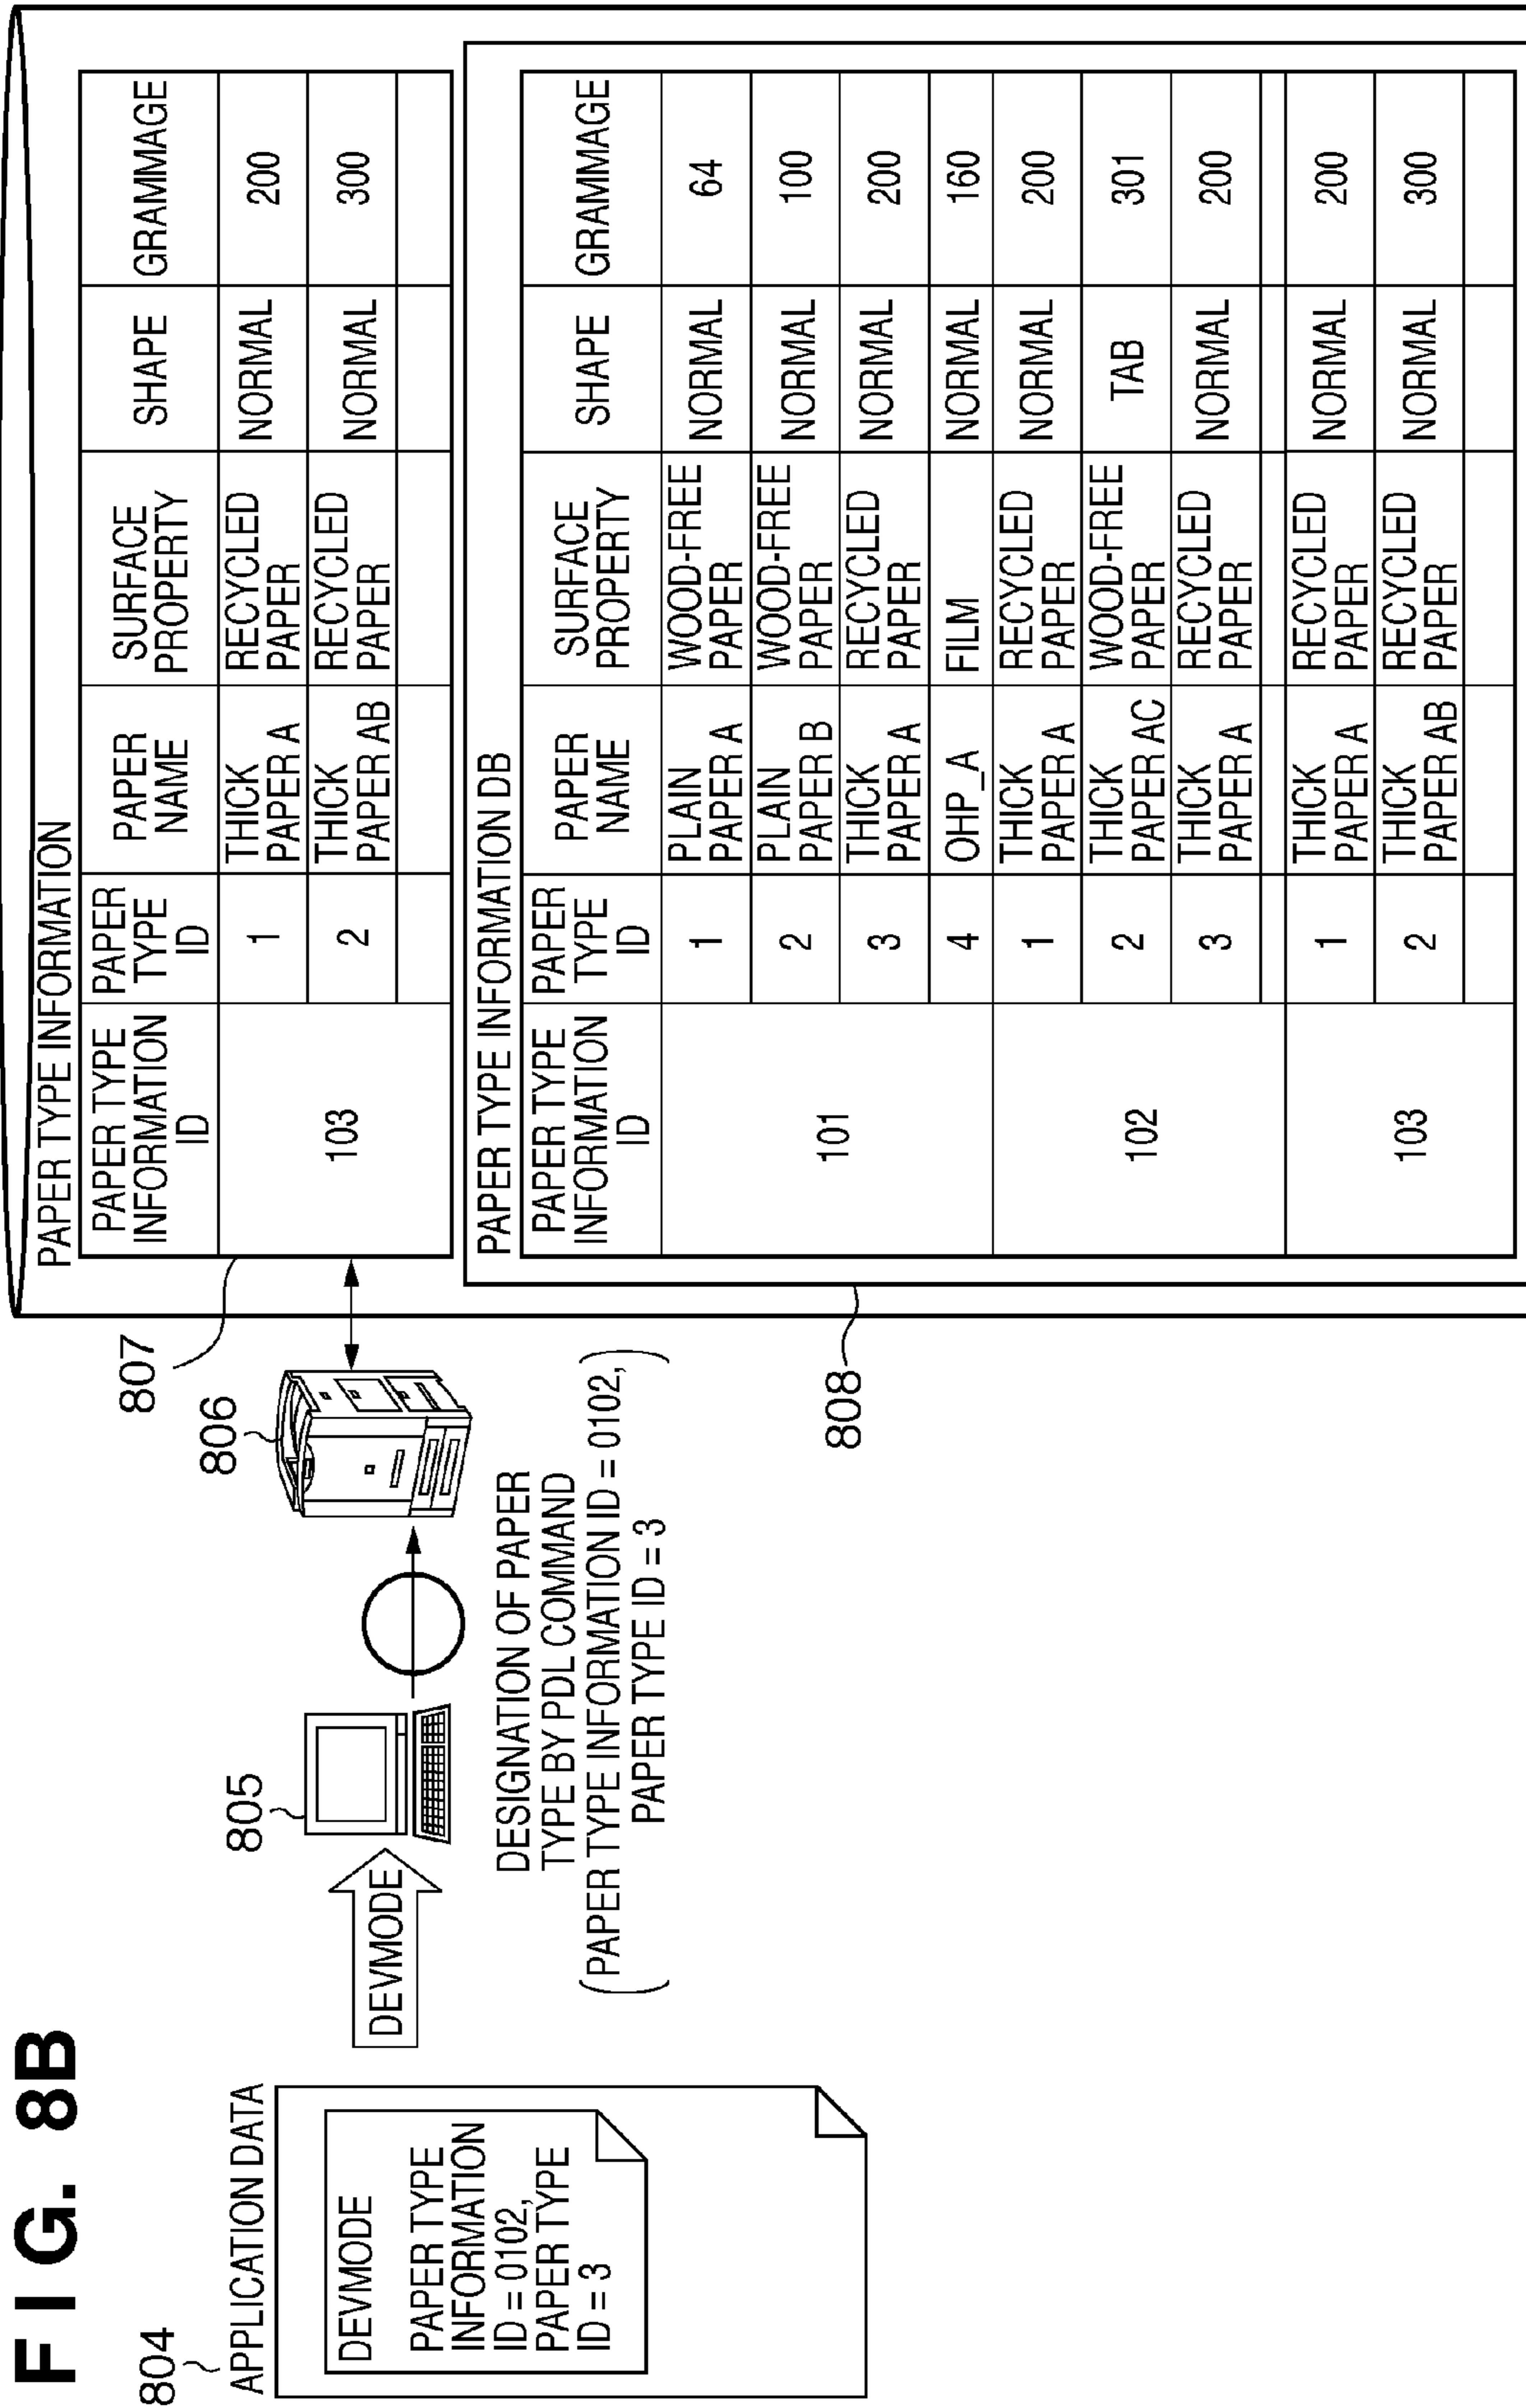 FIG. 8B
804
APPLICATION DATA
DEVMODE
PAPER TYPE
INFORMATION
ID = 0102,
PAPER TYPE
ID = 3
DEVMODE
805
DESIGNATION OF PAPER
TYPE BY PDL COMMAND
(PAPER TYPE INFORMATION ID = 0102,
PAPER TYPE ID = 3)
806
807
808
PAPER TYPE INFORMATION
PAPER TYPE INFORMATION ID | PAPER TYPE ID | PAPER NAME | SURFACE PROPERTY | SHAPE | GRAMMAGE
103 | 1 | THICK PAPER A | RECYCLED PAPER | NORMAL | 200
2 | THICK PAPER AB | RECYCLED PAPER | NORMAL | 300
PAPER TYPE INFORMATION DB
PAPER TYPE INFORMATION ID | PAPER TYPE ID | PAPER NAME | SURFACE PROPERTY | SHAPE | GRAMMAGE
101 | 1 | PLAIN PAPER A | WOOD-FREE PAPER | NORMAL | 64
2 | PLAIN PAPER B | WOOD-FREE PAPER | NORMAL | 100
3 | THICK PAPER A | RECYCLED PAPER | NORMAL | 200
4 | OHP_A | FILM | NORMAL | 160
102 | 1 | THICK PAPER A | RECYCLED PAPER | NORMAL | 200
2 | THICK PAPER AC | WOOD-FREE PAPER | TAB | 301
3 | THICK PAPER A | RECYCLED PAPER | NORMAL | 200
103 | 1 | THICK PAPER A | RECYCLED PAPER | NORMAL | 200
2 | THICK PAPER AB | RECYCLED PAPER | NORMAL | 300